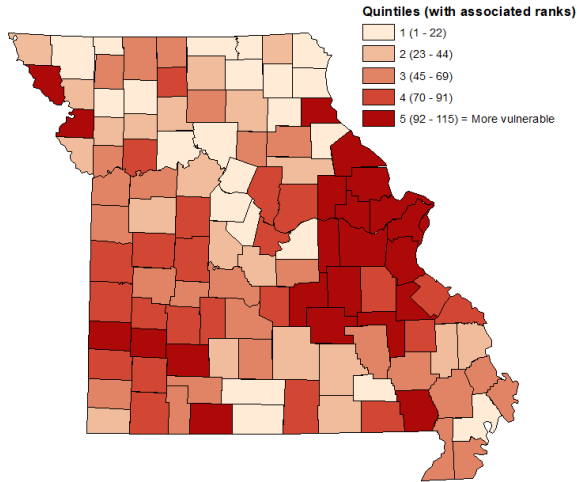 Quintiles (with associated ranks)
1 (1 - 22)
2 (23 - 44)
3 (45 - 69)
4 (70 - 91)
5 (92 - 115) = More vulnerable